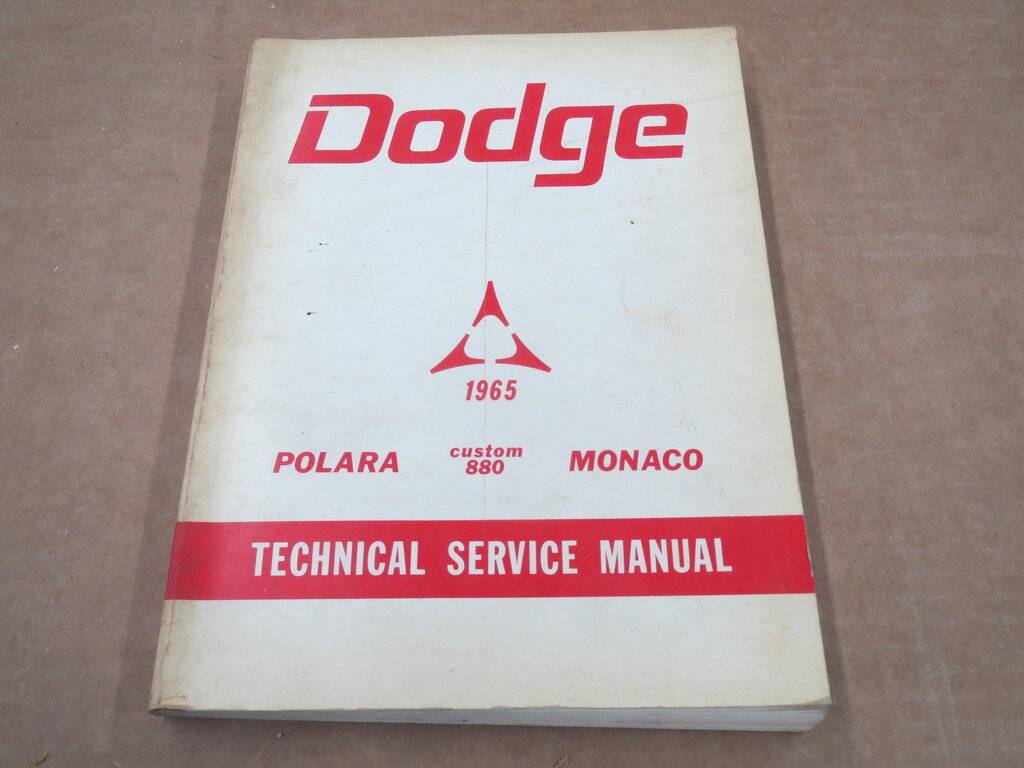 Dodge
1965
POLARA custom 880 MONACO
TECHNICAL SERVICE MANUAL